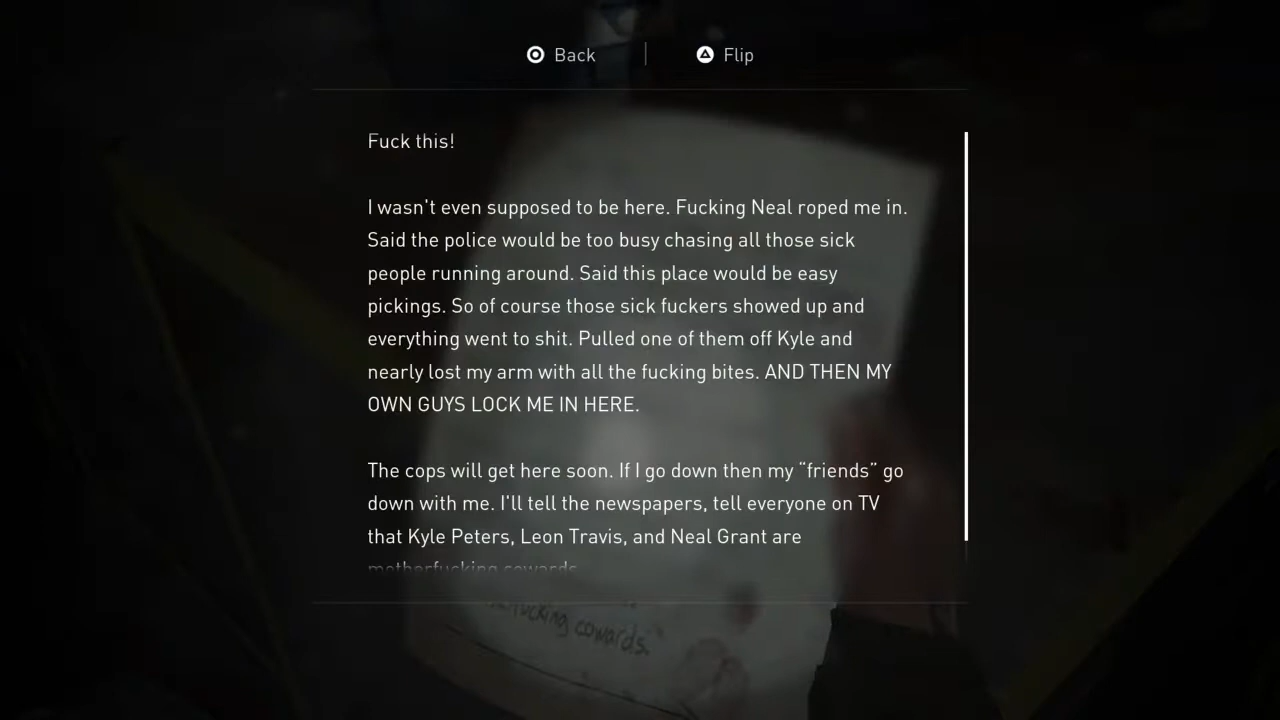 Back | Flip
Fuck this!
I wasn't even supposed to be here. Fucking Neal roped me in.
Said the police would be too busy chasing all those sick
people running around. Said this place would be easy
pickings. So of course those sick fuckers showed up and
everything went to shit. Pulled one of them off Kyle and
nearly lost my arm with all the fucking bites. AND THEN MY
OWN GUYS LOCK ME IN HERE.
The cops will get here soon. If I go down then my “friends” go
down with me. I'll tell the newspapers, tell everyone on TV
that Kyle Peters, Leon Travis, and Neal Grant are
motherfucking cowards.
cowards.